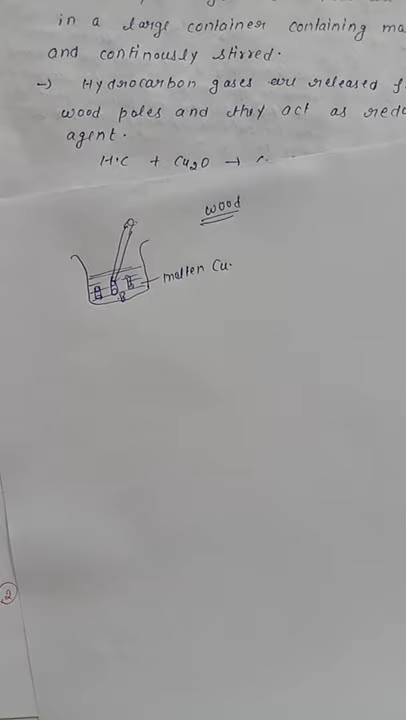 in a large container containing
and continously stirred.
→ Hydrocarbon gases are released
wood poles and they act as
agent.
H·C + Cu₂O →
wood
molten Cu.
2